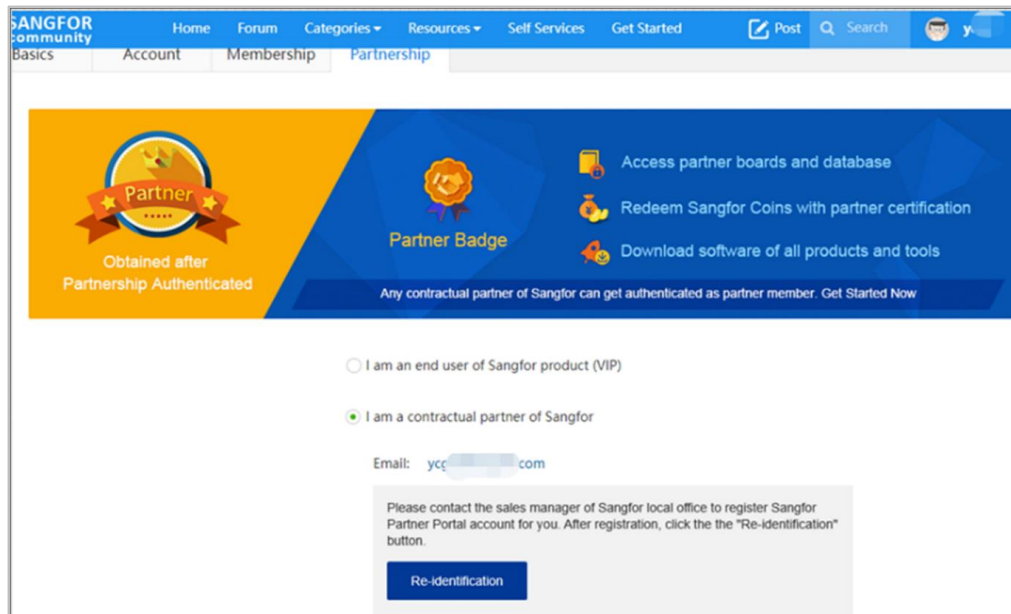 SANGFOR
community
Home Forum Categories Resources Self Services Get Started Post Search
Basics Account Membership Partnership
Partner
Obtained after
Partnership Authenticated
Partner Badge
Access partner boards and database
Redeem Sangfor Coins with partner certification
Download software of all products and tools
Any contractual partner of Sangfor can get authenticated as partner member. Get Started Now
I am an end user of Sangfor product (VIP)
I am a contractual partner of Sangfor
Email: com
Please contact the sales manager of Sangfor local office to register Sangfor
Partner Portal account for you. After registration, click the the "Re-identification"
button.
Re-identification